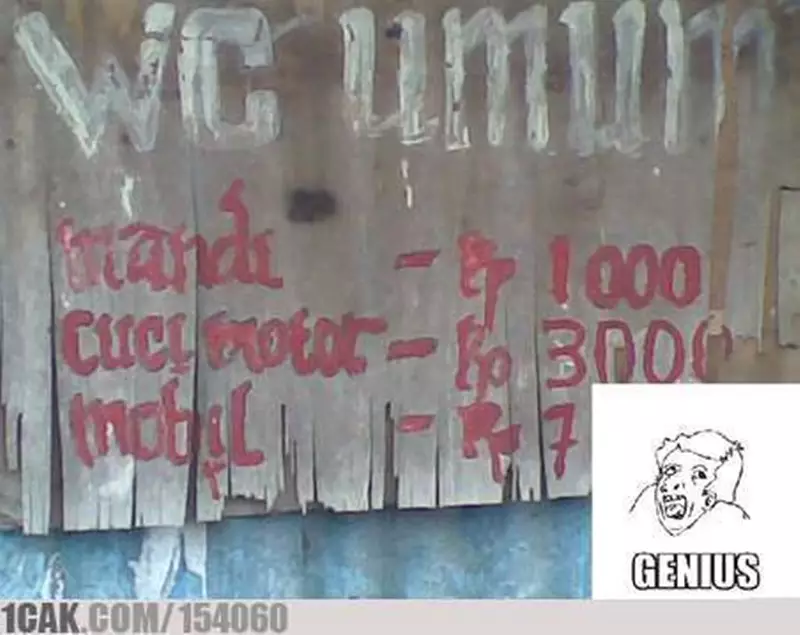 WC umum
mandi - Rp 1000
cuci motor - Rp 3000
mobil - Rp 7
GENIUS
1CAK.COM/154060